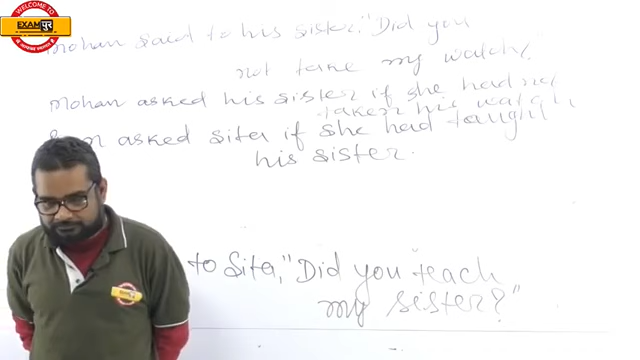 WELCOME TO
EXAMपुर
Mohan said to his sister, "Did you
not take my watch?
Mohan asked his sister if she had not
taken his watch.
asked Sita if she had taught
his sister.
to Sita, "Did you teach
my sister?"
EXAMपुर